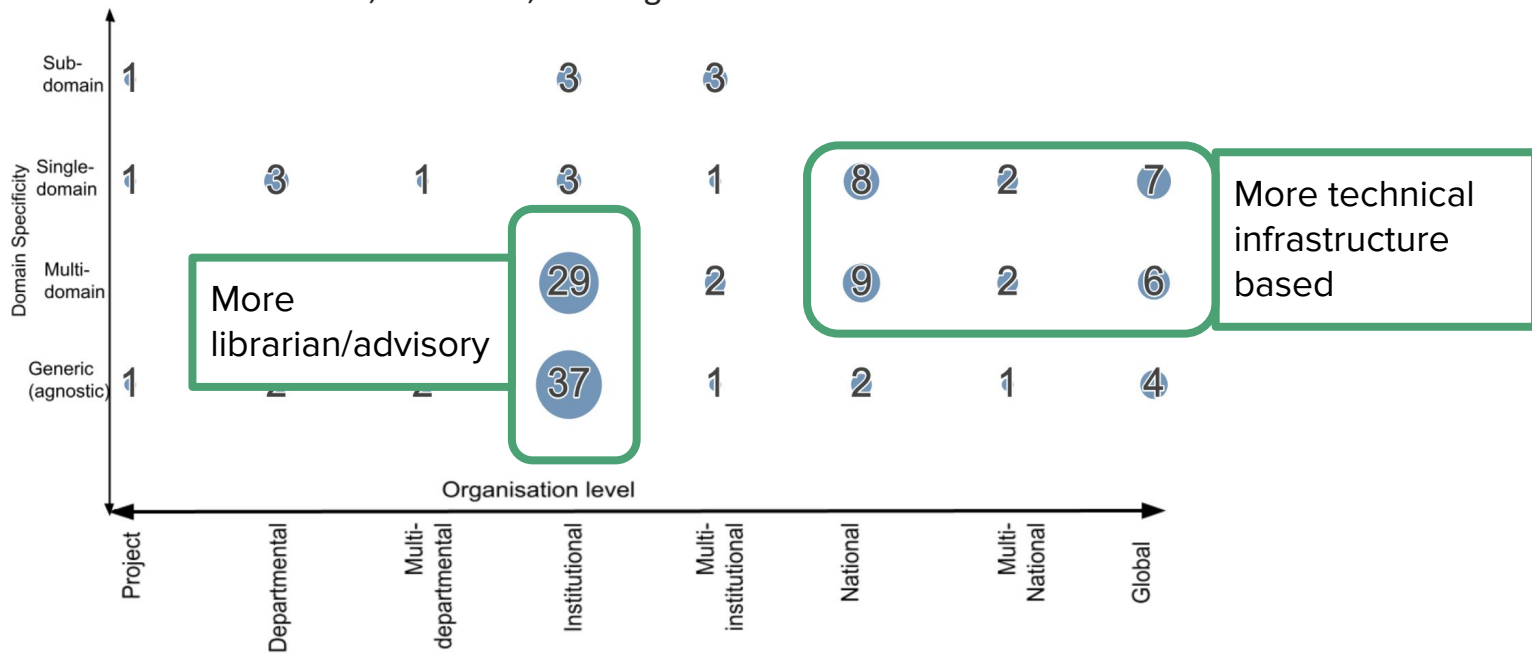 Sub-
domain
1 3 3
Domain Specificity
Single-
domain
1 3 1 3 1 8 2 7
More technical
infrastructure
based
Multi-
domain
29 2 9 2 6
More
librarian/advisory
Generic
(agnostic)
1 2 2 37 1 2 1 4
Organisation level
Project
Departmental
Multi-
departmental
Institutional
Multi-
institutional
National
Multi-
National
Global